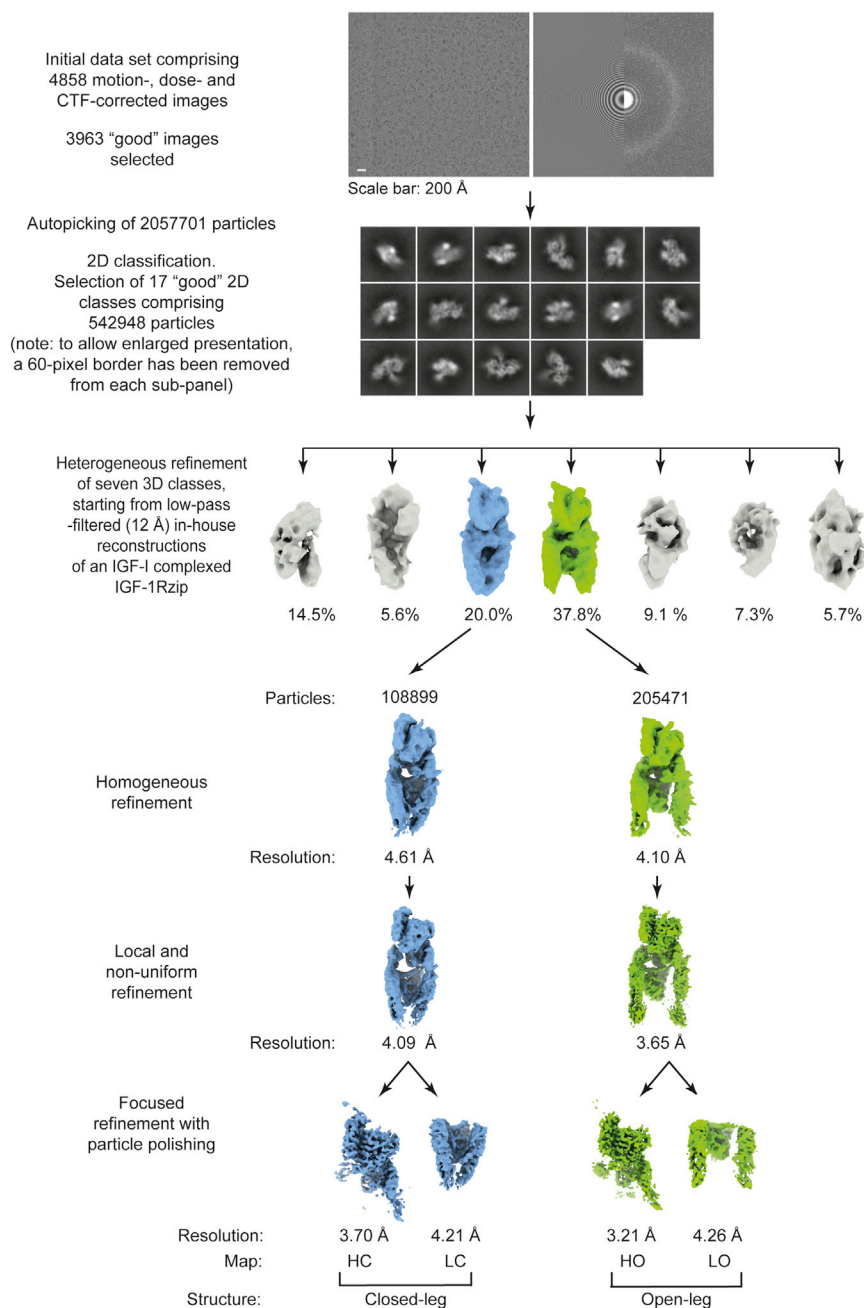 Initial data set comprising
4858 motion-, dose- and
CTF-corrected images
3963 “good” images
selected
Scale bar: 200 Å
Autopicking of 2057701 particles
2D classification.
Selection of 17 “good” 2D
classes comprising
542948 particles
(note: to allow enlarged presentation,
a 60-pixel border has been removed
from each sub-panel)
Heterogeneous refinement
of seven 3D classes,
starting from low-pass
-filtered (12 Å) in-house
reconstructions
of an IGF-I complexed
IGF-1Rzip
14.5% 5.6% 20.0% 37.8% 9.1 % 7.3% 5.7%
Particles: 108899 205471
Homogeneous
refinement
Resolution: 4.61 Å 4.10 Å
Local and
non-uniform
refinement
Resolution: 4.09 Å 3.65 Å
Focused
refinement with
particle polishing
Resolution: 3.70 Å 4.21 Å 3.21 Å 4.26 Å
Map: HC LC HO LO
Structure: Closed-leg Open-leg